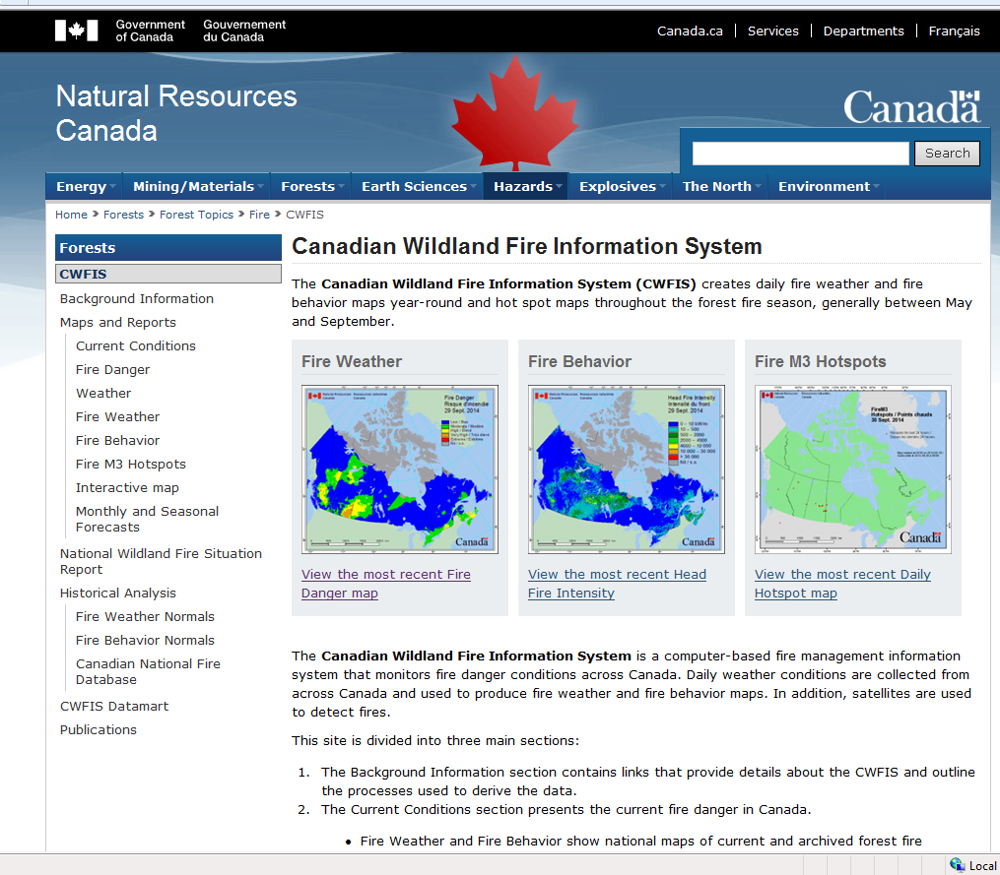 Government of Canada
Gouvernement du Canada
Canada.ca | Services | Departments | Français
Natural Resources
Canada
Canada
Search
Energy Mining/Materials Forests Earth Sciences Hazards Explosives The North Environment
Home > Forests > Forest Topics > Fire > CWFIS
Forests
CWFIS
Background Information
Maps and Reports
Current Conditions
Fire Danger
Weather
Fire Weather
Fire Behavior
Fire M3 Hotspots
Interactive map
Monthly and Seasonal
Forecasts
National Wildland Fire Situation
Report
Historical Analysis
Fire Weather Normals
Fire Behavior Normals
Canadian National Fire
Database
CWFIS Datamart
Publications
Canadian Wildland Fire Information System
The Canadian Wildland Fire Information System (CWFIS) creates daily fire weather and fire
behavior maps year-round and hot spot maps throughout the forest fire season, generally between May
and September.
Fire Weather
Fire Danger
Risque d'incendie
29 Sept. 2014
Canada
View the most recent Fire
Danger map
Fire Behavior
Head Fire Intensity
Intensité du front
29 Sept. 2014
0 - 10 kW/m
10 - 500
500 - 2000
2000 - 4000
4000 - 10 000
10 000 - 30 000
> 30 000
Canada
View the most recent Head
Fire Intensity
Fire M3 Hotspots
FireM3
Hotspots / Points chauds
30 Sept. 2014
Canada
View the most recent Daily
Hotspot map
The Canadian Wildland Fire Information System is a computer-based fire management information
system that monitors fire danger conditions across Canada. Daily weather conditions are collected from
across Canada and used to produce fire weather and fire behavior maps. In addition, satellites are used
to detect fires.
This site is divided into three main sections:
1. The Background Information section contains links that provide details about the CWFIS and outline
the processes used to derive the data.
2. The Current Conditions section presents the current fire danger in Canada.
• Fire Weather and Fire Behavior show national maps of current and archived forest fire
Local